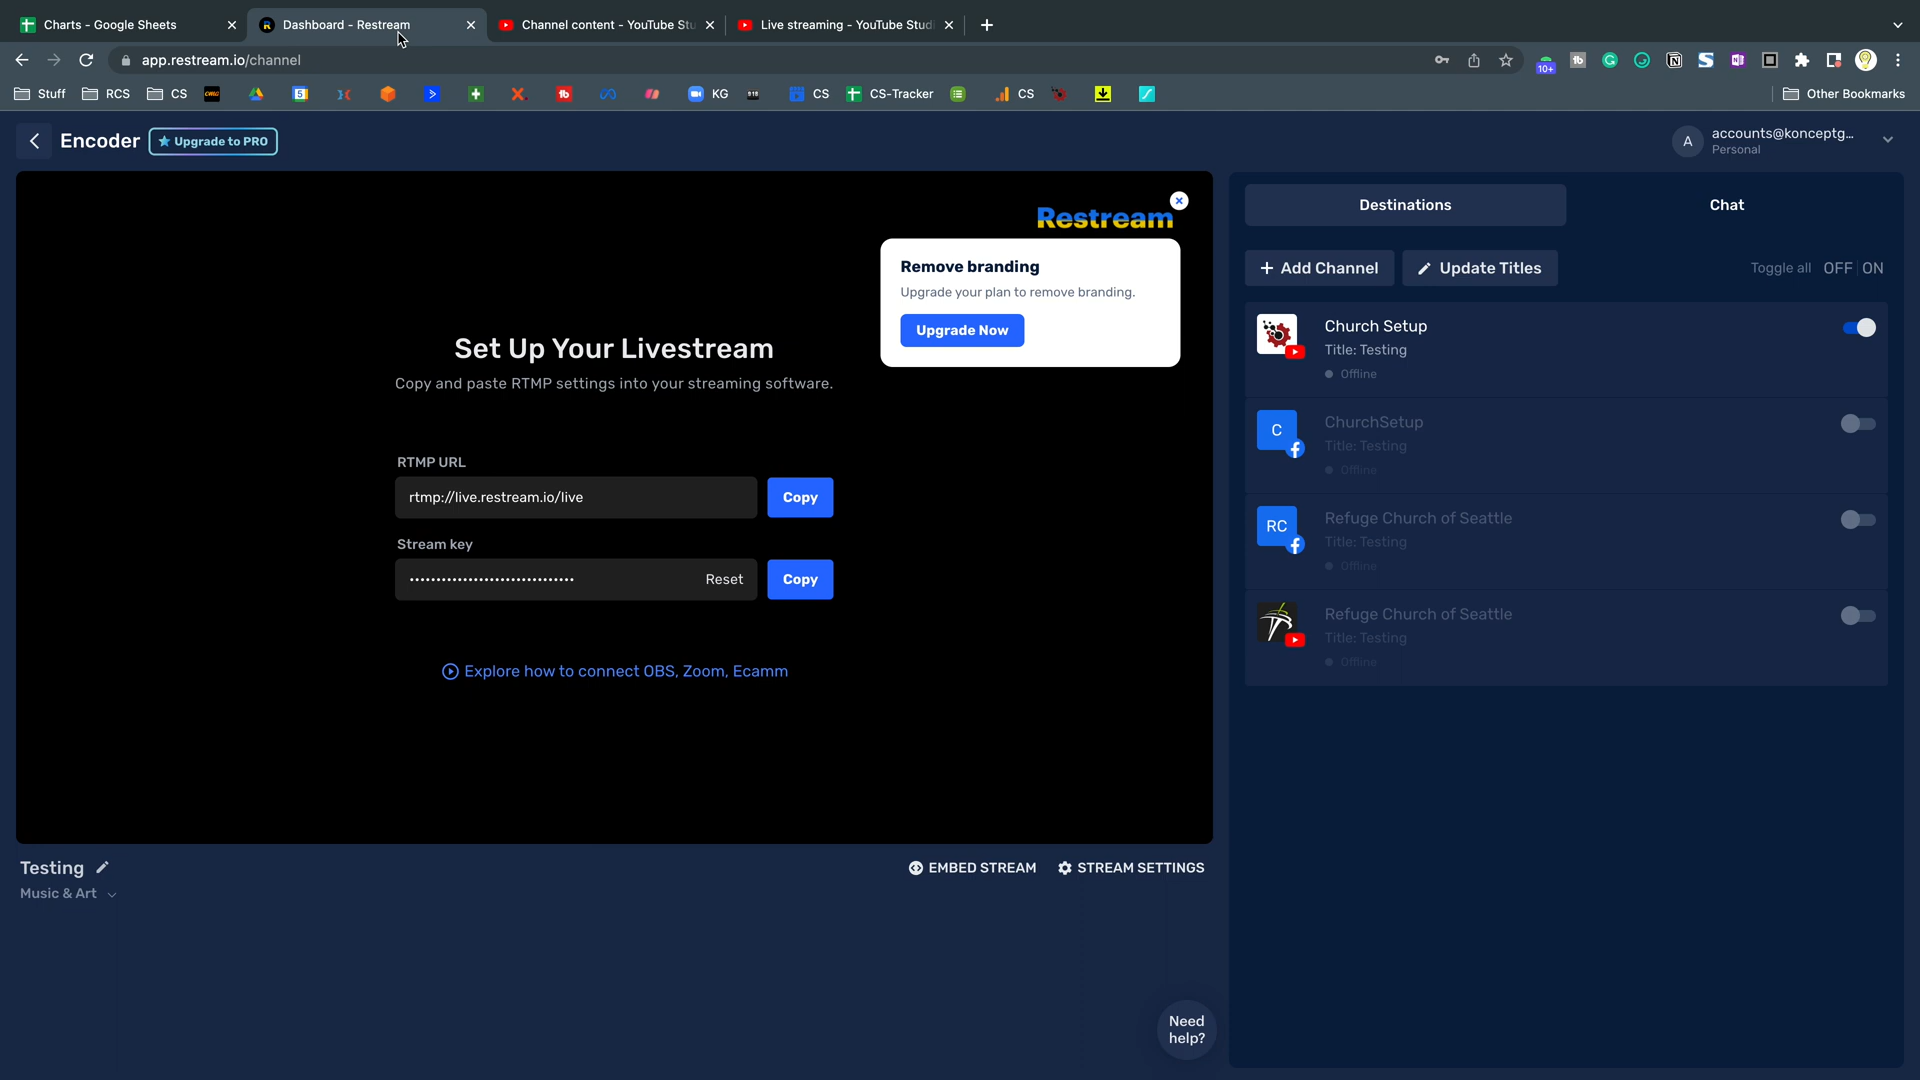 Charts - Google Sheets
Dashboard - Restream
Channel content - YouTube Stu
Live streaming - YouTube Studi
app.restream.io/channel
10+
Stuff
RCS
CS
KG
CS
CS-Tracker
CS
Other Bookmarks
Encoder
Upgrade to PRO
A
accounts@konceptg...
Personal
Restream
Remove branding
Upgrade your plan to remove branding.
Upgrade Now
Set Up Your Livestream
Copy and paste RTMP settings into your streaming software.
RTMP URL
rtmp://live.restream.io/live
Copy
Stream key
•••••••••••••••••••••••••••••••
Reset
Copy
Explore how to connect OBS, Zoom, Ecamm
Testing
Music & Art
EMBED STREAM
STREAM SETTINGS
Need
help?
Destinations
Chat
+ Add Channel
Update Titles
Toggle all OFF ON
Church Setup
Title: Testing
Offline
C
ChurchSetup
Title: Testing
Offline
RC
Refuge Church of Seattle
Title: Testing
Offline
Refuge Church of Seattle
Title: Testing
Offline